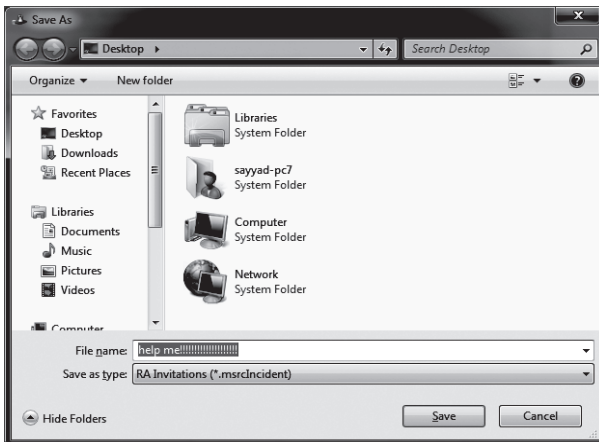 Save As
Desktop
Search Desktop
Organize
New folder
Favorites
Desktop
Downloads
Recent Places
Libraries
Documents
Music
Pictures
Videos
Computer
Libraries
System Folder
sayyad-pc7
System Folder
Computer
System Folder
Network
System Folder
File name: help me!!!!!!!!!!!!!!!!!!!
Save as type: RA Invitations (*.msrcIncident)
Hide Folders
Save
Cancel